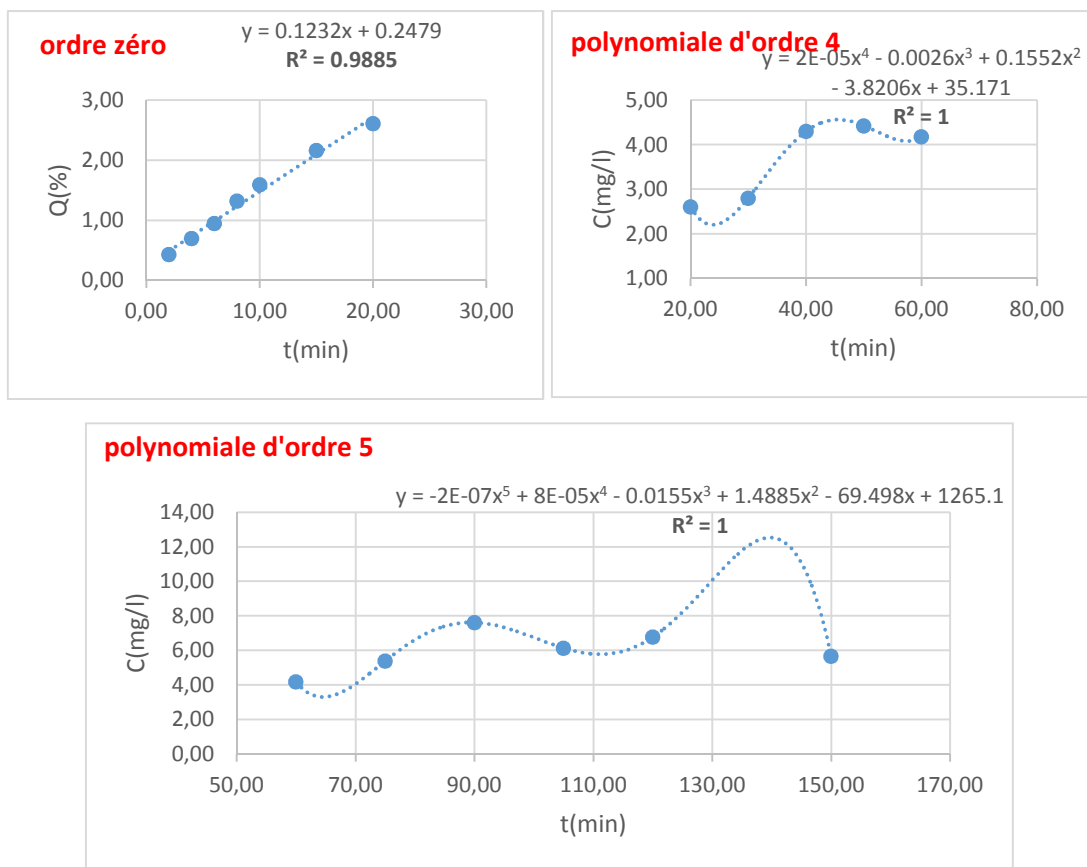 ordre zéro
y = 0.1232x + 0.2479
R² = 0.9885
3,00
2,00
1,00
0,00
Q(%)
0,00 10,00 20,00 30,00
t(min)
polynomiale d'ordre 4
y = 2E-05x⁴ - 0.0026x³ + 0.1552x²
- 3.8206x + 35.171
R² = 1
5,00
4,00
3,00
2,00
1,00
C(mg/l)
20,00 40,00 60,00 80,00
t(min)
polynomiale d'ordre 5
y = -2E-07x⁵ + 8E-05x⁴ - 0.0155x³ + 1.4885x² - 69.498x + 1265.1
R² = 1
14,00
12,00
10,00
8,00
6,00
4,00
2,00
0,00
C(mg/l)
50,00 70,00 90,00 110,00 130,00 150,00 170,00
t(min)